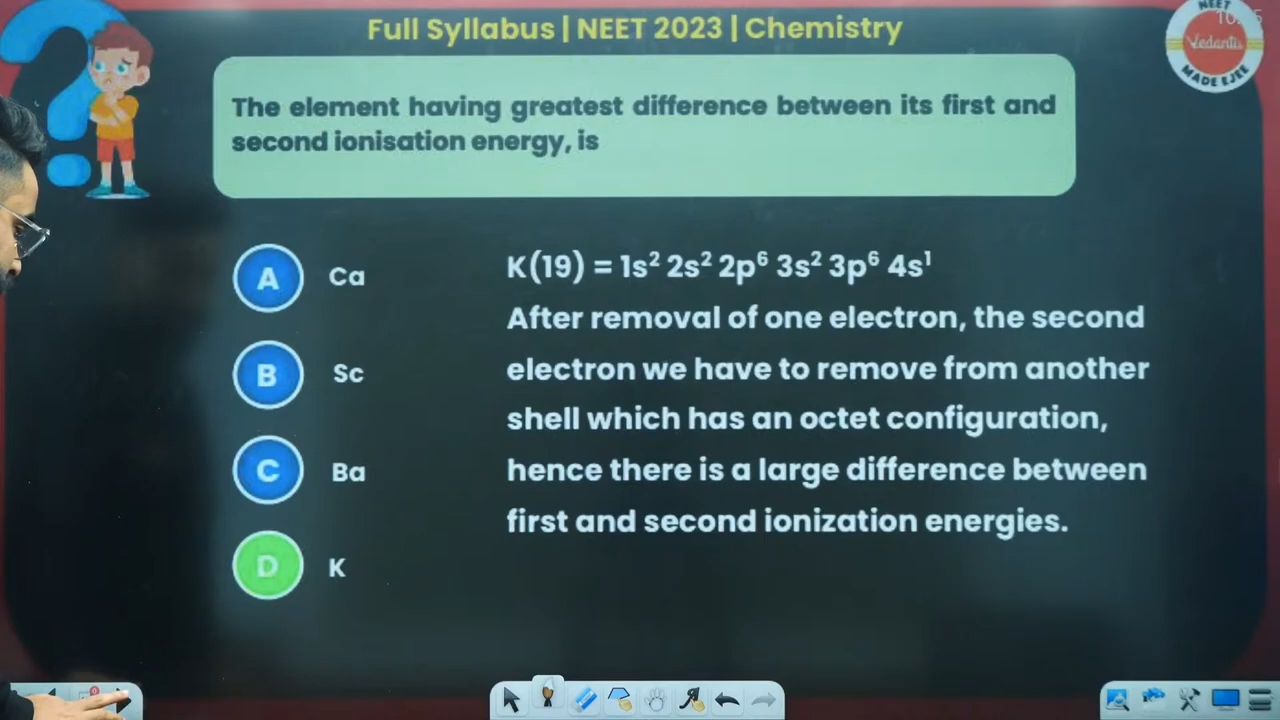 Full Syllabus | NEET 2023 | Chemistry
NEET
Vedantu
MADE EJEE
The element having greatest difference between its first and
second ionisation energy, is
A Ca
B Sc
C Ba
D K
K(19) = 1s² 2s² 2p⁶ 3s² 3p⁶ 4s¹
After removal of one electron, the second
electron we have to remove from another
shell which has an octet configuration,
hence there is a large difference between
first and second ionization energies.